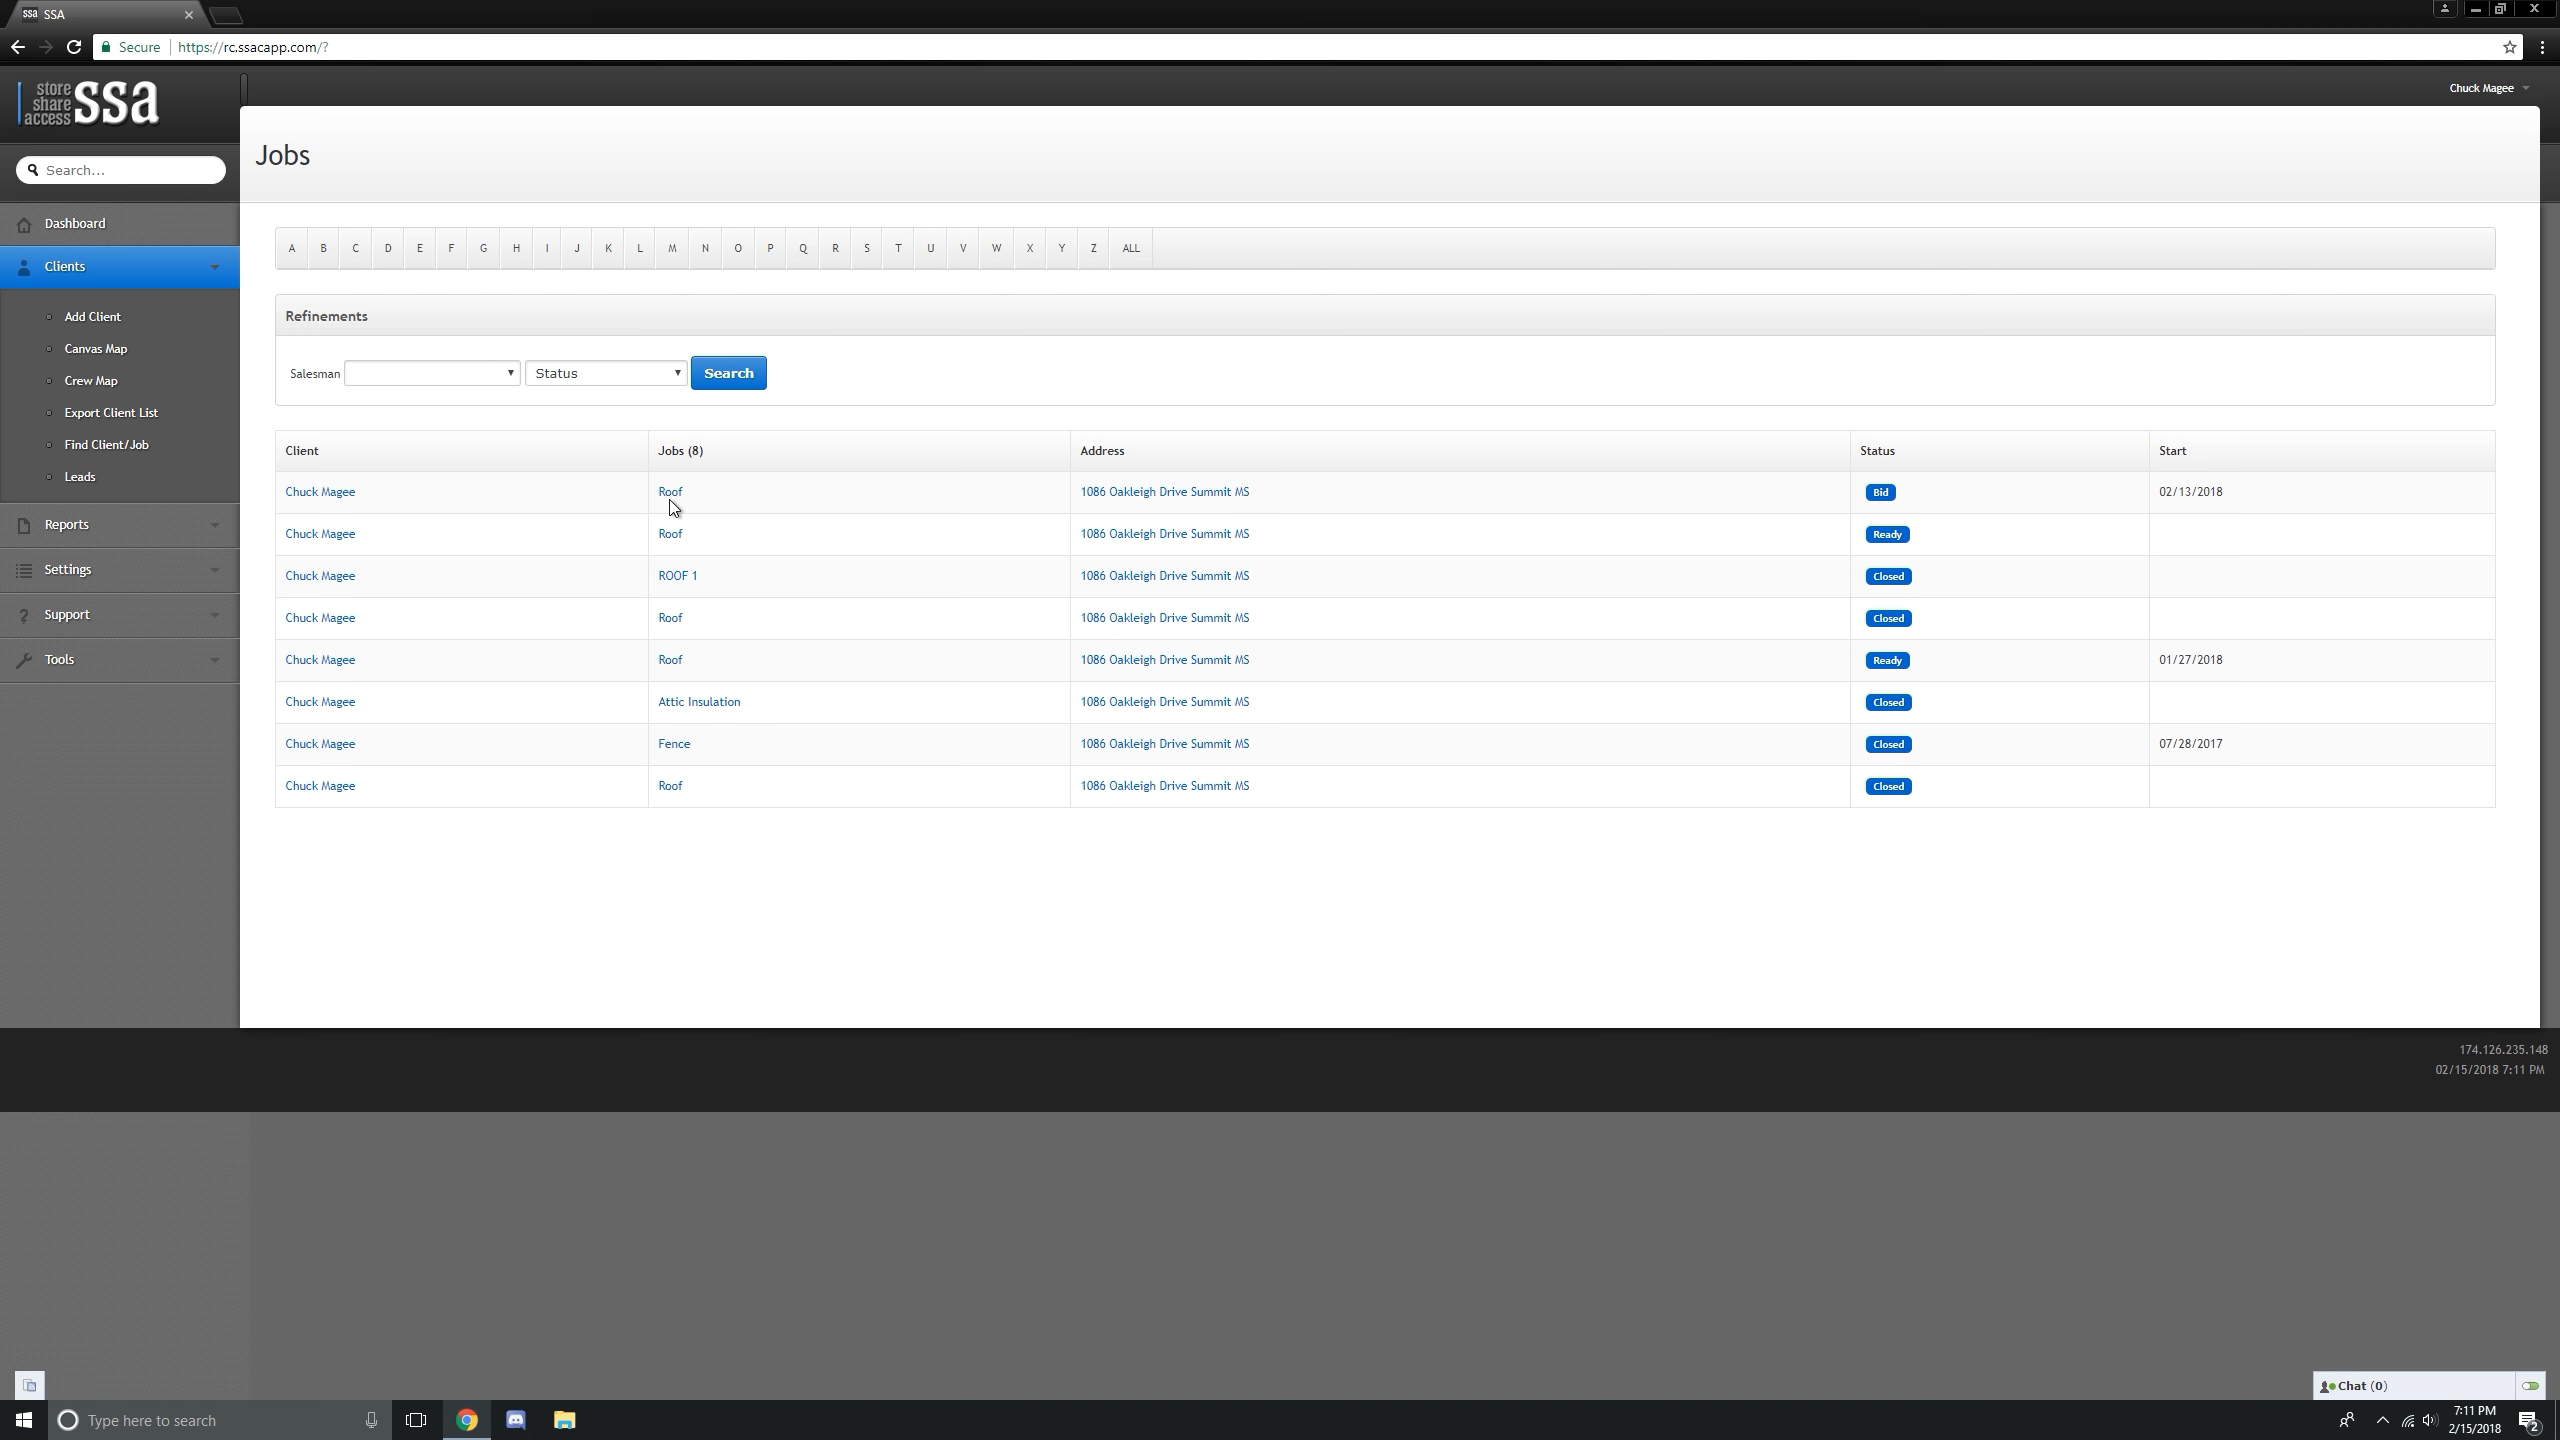 ssa SSA
Secure https://rc.ssacapp.com/?
store
share
access
ssa
Chuck Magee
Search...
Jobs
Dashboard
Clients
Add Client
Canvas Map
Crew Map
Export Client List
Find Client/Job
Leads
Reports
Settings
Support
Tools
A B C D E F G H I J K L M N O P Q R S T U V W X Y Z ALL
Refinements
Salesman Status Search
Client Jobs (8) Address Status Start
Chuck Magee Roof 1086 Oakleigh Drive Summit MS Bid 02/13/2018
Chuck Magee Roof 1086 Oakleigh Drive Summit MS Ready
Chuck Magee ROOF 1 1086 Oakleigh Drive Summit MS Closed
Chuck Magee Roof 1086 Oakleigh Drive Summit MS Closed
Chuck Magee Roof 1086 Oakleigh Drive Summit MS Ready 01/27/2018
Chuck Magee Attic Insulation 1086 Oakleigh Drive Summit MS Closed
Chuck Magee Fence 1086 Oakleigh Drive Summit MS Closed 07/28/2017
Chuck Magee Roof 1086 Oakleigh Drive Summit MS Closed
174.126.235.148
02/15/2018 7:11 PM
Chat (0)
Type here to search
7:11 PM
2/15/2018
2